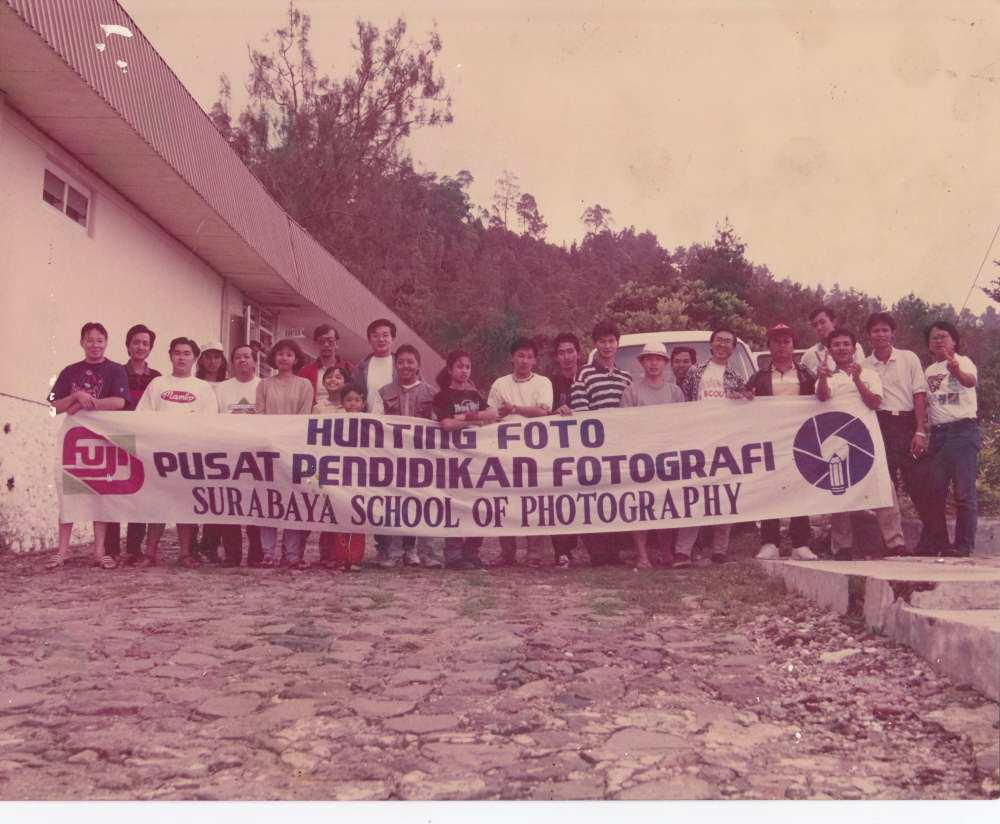 HUNTING FOTO
FUJI PUSAT PENDIDIKAN FOTOGRAFI
SURABAYA SCHOOL OF PHOTOGRAPHY